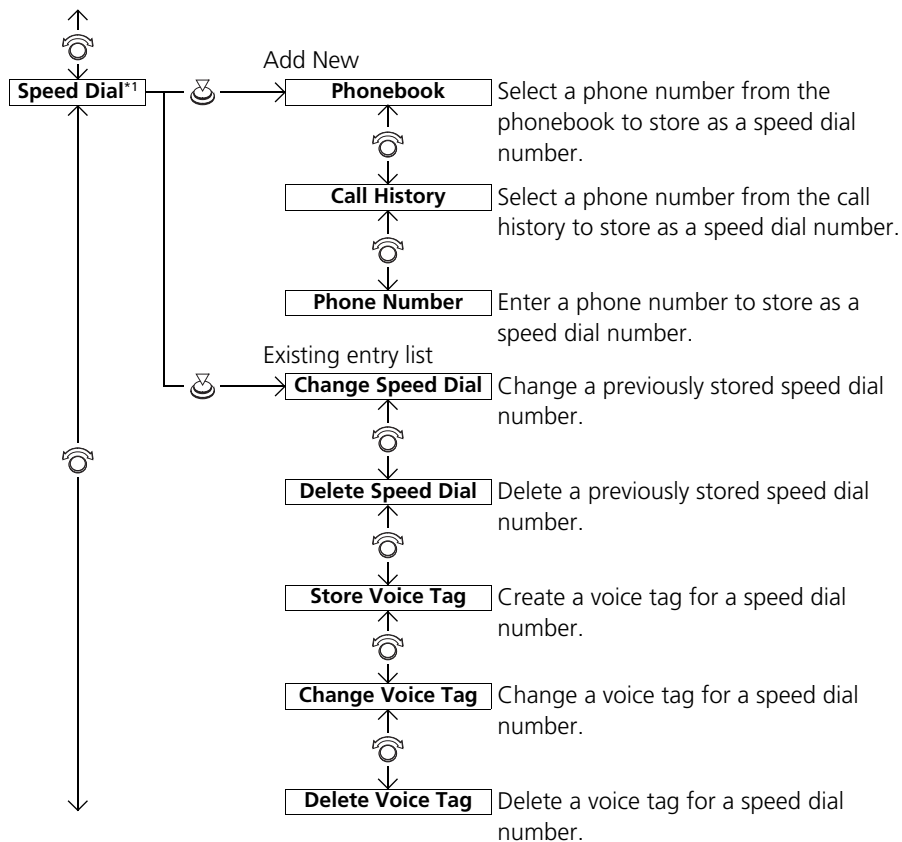 Add New
Speed Dial*1
Phonebook
Select a phone number from the
phonebook to store as a speed dial
number.
Call History
Select a phone number from the call
history to store as a speed dial number.
Phone Number
Enter a phone number to store as a
speed dial number.
Existing entry list
Change Speed Dial
Change a previously stored speed dial
number.
Delete Speed Dial
Delete a previously stored speed dial
number.
Store Voice Tag
Create a voice tag for a speed dial
number.
Change Voice Tag
Change a voice tag for a speed dial
number.
Delete Voice Tag
Delete a voice tag for a speed dial
number.